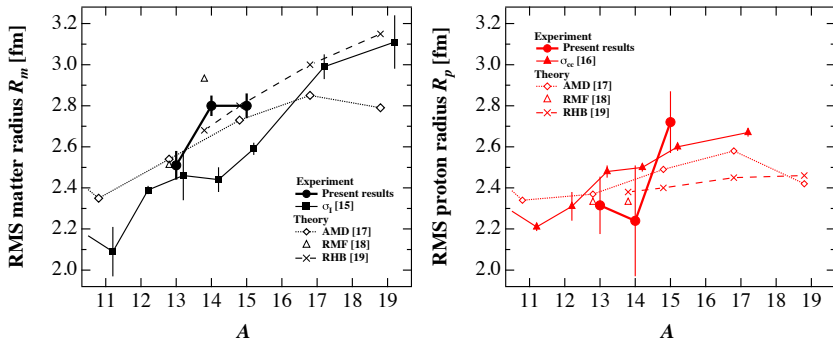 RMS matter radius Rm [fm]
3.2
3.0
2.8
2.6
2.4
2.2
2.0
11 12 13 14 15 16 17 18 19
A
Experiment
Present results
σI [15]
Theory
AMD [17]
RMF [18]
RHB [19]
RMS proton radius Rp [fm]
3.2
3.0
2.8
2.6
2.4
2.2
2.0
11 12 13 14 15 16 17 18 19
A
Experiment
Present results
σcc [16]
Theory
AMD [17]
RMF [18]
RHB [19]